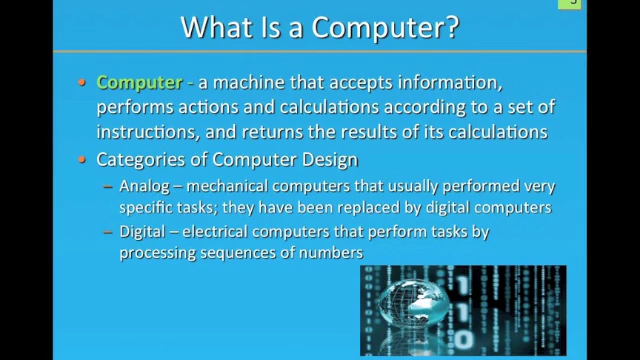 What Is a Computer?
• Computer - a machine that accepts information,
performs actions and calculations according to a set of
instructions, and returns the results of its calculations
• Categories of Computer Design
– Analog – mechanical computers that usually performed very
specific tasks; they have been replaced by digital computers
– Digital – electrical computers that perform tasks by
processing sequences of numbers